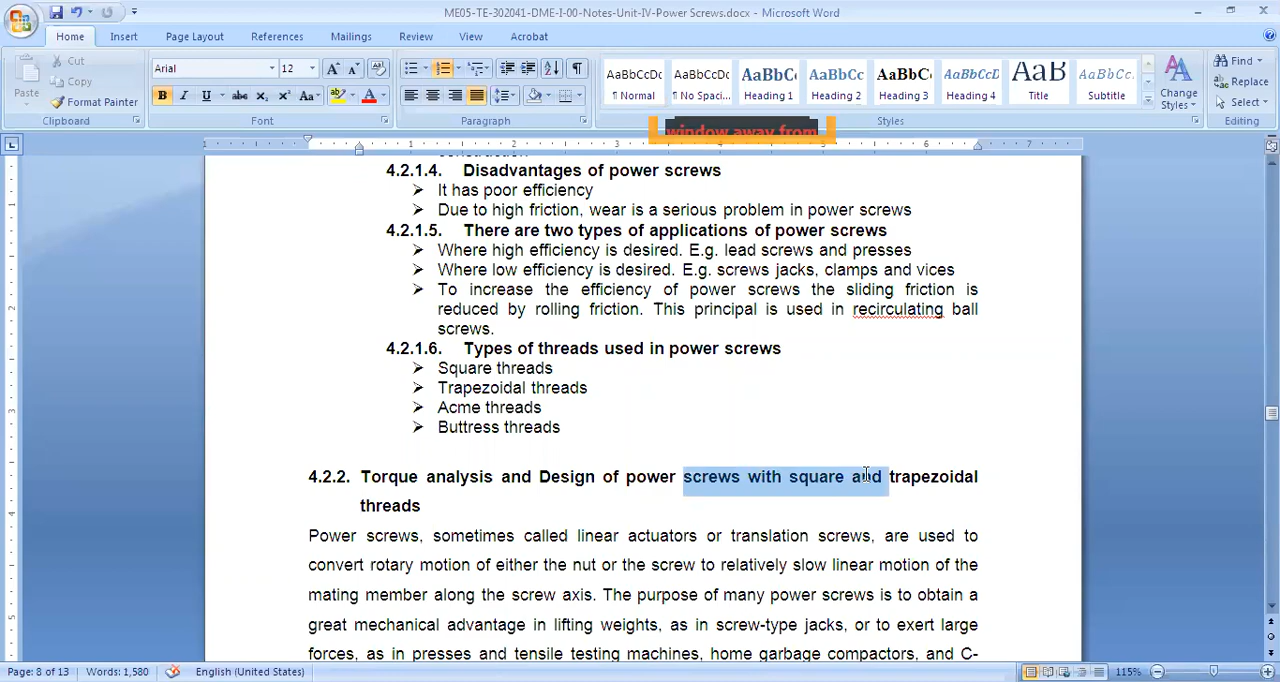 ME05-TE-302041-DME-I-00-Notes-Unit-IV-Power Screws.docx - Microsoft Word
Home Insert Page Layout References Mailings Review View Acrobat
Paste Cut Copy Format Painter Clipboard
Arial 12 Font
Paragraph
AaBbCcDc ¶ Normal AaBbCcDc ¶ No Spaci... AaBbC Heading 1 AaBbCc Heading 2 AaBbCc Heading 3 AaBbCcD Heading 4 AaB Title AaBbCc. Subtitle Change Styles Styles
Find Replace Select Editing
window away from
1 1 2 3 6 7
4.2.1.4. Disadvantages of power screws
➢ It has poor efficiency
➢ Due to high friction, wear is a serious problem in power screws
4.2.1.5. There are two types of applications of power screws
➢ Where high efficiency is desired. E.g. lead screws and presses
➢ Where low efficiency is desired. E.g. screws jacks, clamps and vices
➢ To increase the efficiency of power screws the sliding friction is
reduced by rolling friction. This principal is used in recirculating ball
screws.
4.2.1.6. Types of threads used in power screws
➢ Square threads
➢ Trapezoidal threads
➢ Acme threads
➢ Buttress threads
4.2.2. Torque analysis and Design of power screws with square and trapezoidal
threads
Power screws, sometimes called linear actuators or translation screws, are used to
convert rotary motion of either the nut or the screw to relatively slow linear motion of the
mating member along the screw axis. The purpose of many power screws is to obtain a
great mechanical advantage in lifting weights, as in screw-type jacks, or to exert large
forces, as in presses and tensile testing machines, home garbage compactors, and C-
Page: 8 of 13 Words: 1,580 English (United States) 115%